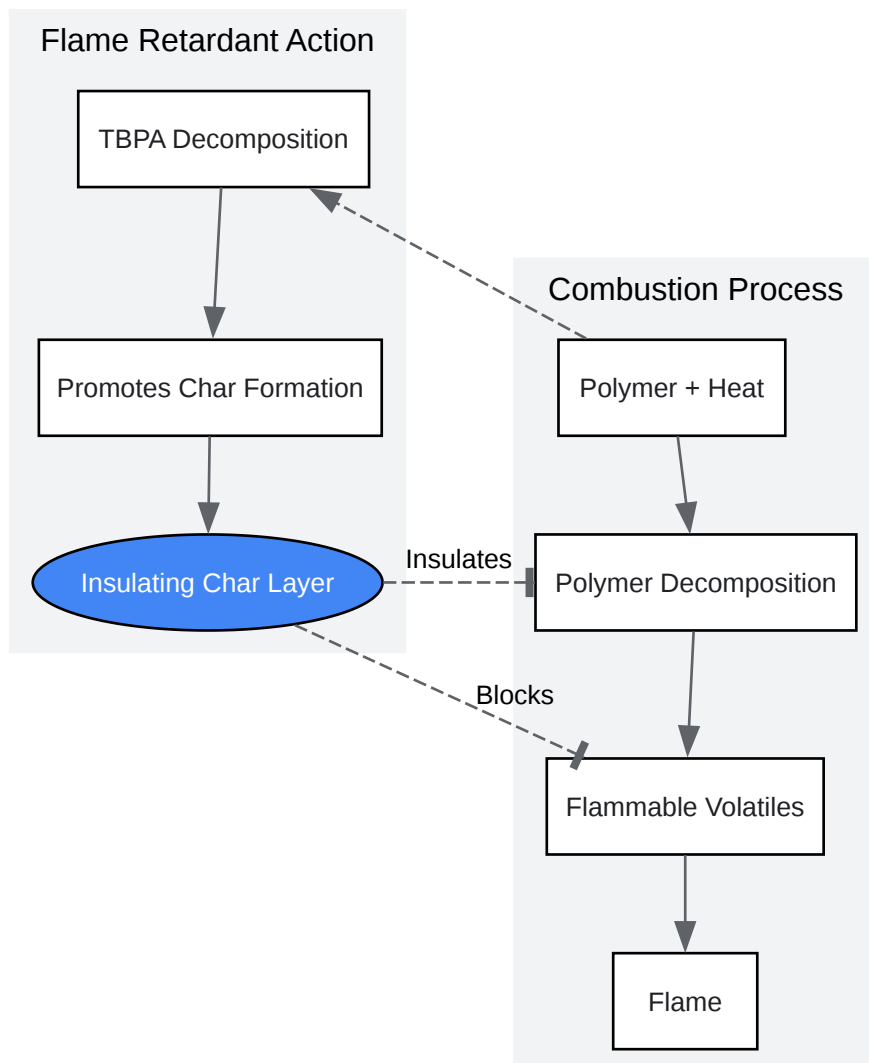 Flame Retardant Action
TBPA Decomposition
Promotes Char Formation
Insulating Char Layer
Insulates
Blocks
Combustion Process
Polymer + Heat
Polymer Decomposition
Flammable Volatiles
Flame